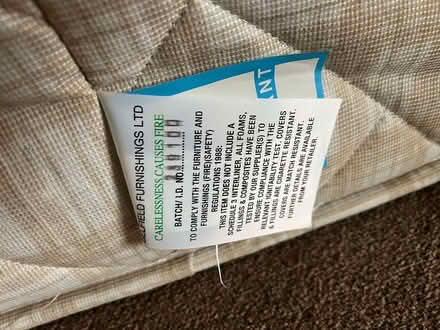 FURNISHINGS LTD
CARELESSNESS CAUSES FIRE
BATCH/ I.D. NO.
TO COMPLY WITH THE FURNITURE AND
FURNISHINGS (FIRE)(SAFETY)
REGULATIONS 1988:
THIS ITEM DOES NOT INCLUDE A
SCHEDULE 3 INTERLINER. ALL FOAMS,
FILLINGS & COMPOSITES HAVE BEEN
TESTED BY OUR SUPPLIER(S) TO
ENSURE COMPLIANCE WITH THE
RELEVANT IGNITABILITY TEST. COVERS
& FILLINGS ARE CIGARETTE RESISTANT.
COVERS ARE MATCH RESISTANT.
FURTHER DETAILS ARE AVAILABLE
FROM YOUR RETAILER.
ANT